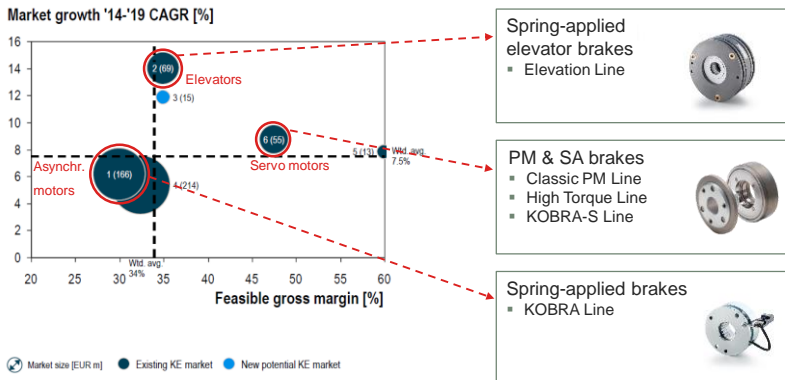 Market growth '14-'19 CAGR [%]
16
14
12
10
8
6
4
2
0
20
25
30
35
40
45
50
55
60
2 (69)
Elevators
3 (15)
6 (55)
Servo motors
5 (13)
Wtd. avg.
7.5%
Asynchr.
motors
1 (166)
4 (214)
Wtd. avg.
34%
Feasible gross margin [%]
Market size [EUR m]
Existing KE market
New potential KE market
Spring-applied
elevator brakes
▪ Elevation Line
PM & SA brakes
▪ Classic PM Line
▪ High Torque Line
▪ KOBRA-S Line
Spring-applied brakes
▪ KOBRA Line